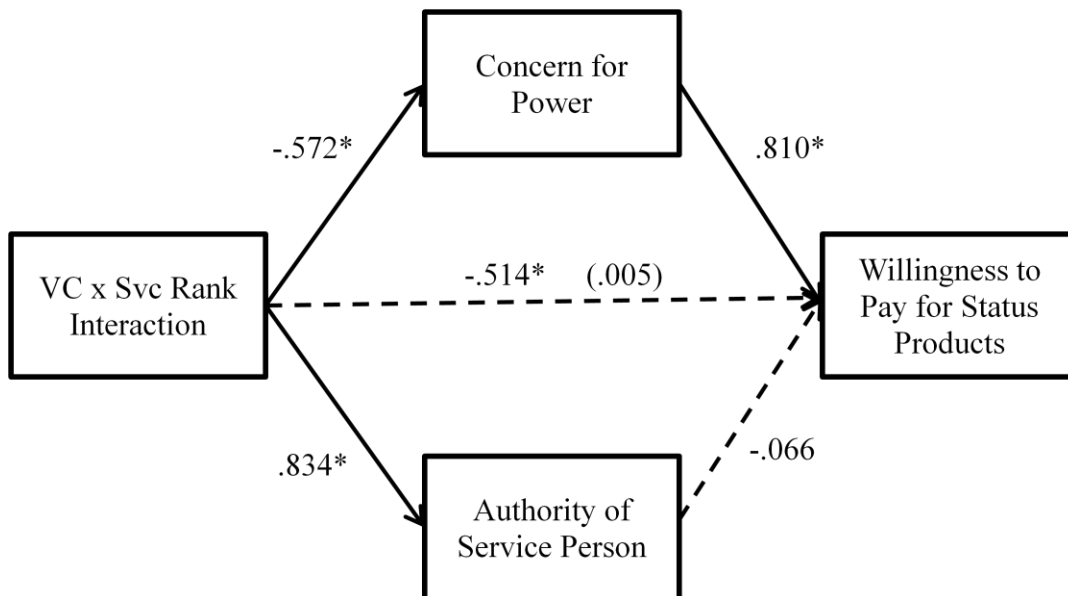 Concern for
Power
-.572*
.810*
VC x Svc Rank
Interaction
-.514* (.005)
Willingness to
Pay for Status
Products
.834*
-.066
Authority of
Service Person